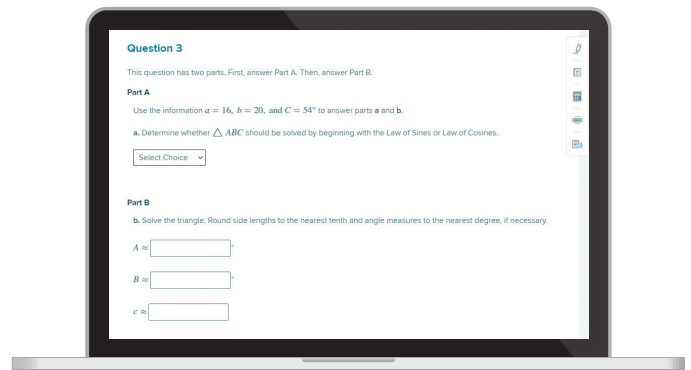 Question 3
This question has two parts. First, answer Part A. Then, answer Part B.
Part A
Use the information a = 16, b = 20, and C = 54° to answer parts a and b.
a. Determine whether △ ABC should be solved by beginning with the Law of Sines or Law of Cosines.
Select Choice
Part B
b. Solve the triangle. Round side lengths to the nearest tenth and angle measures to the nearest degree, if necessary.
A ≈ °
B ≈ °
c ≈